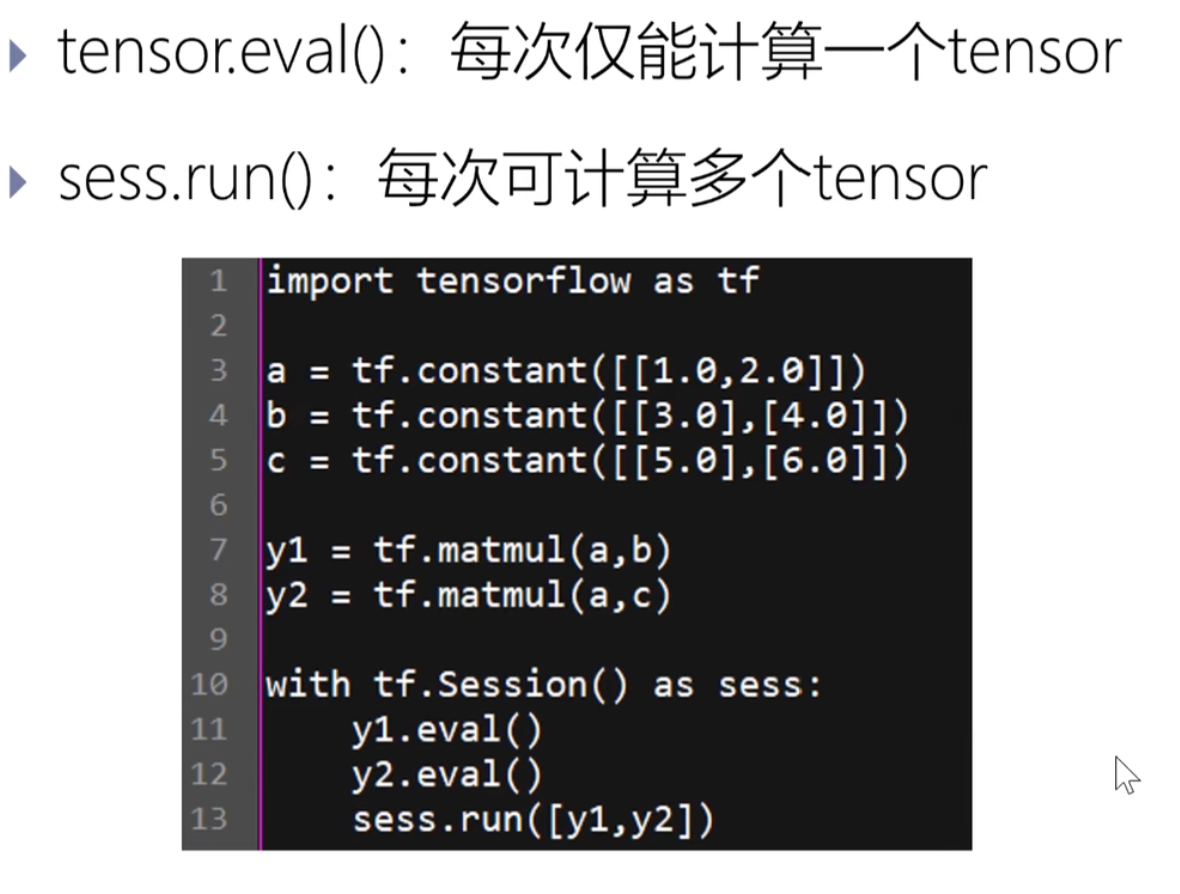 tensor.eval()：每次仅能计算一个tensor
sess.run()：每次可计算多个tensor
1 import tensorflow as tf
2
3 a = tf.constant([[1.0,2.0]])
4 b = tf.constant([[3.0],[4.0]])
5 c = tf.constant([[5.0],[6.0]])
6
7 y1 = tf.matmul(a,b)
8 y2 = tf.matmul(a,c)
9
10 with tf.Session() as sess:
11     y1.eval()
12     y2.eval()
13     sess.run([y1,y2])